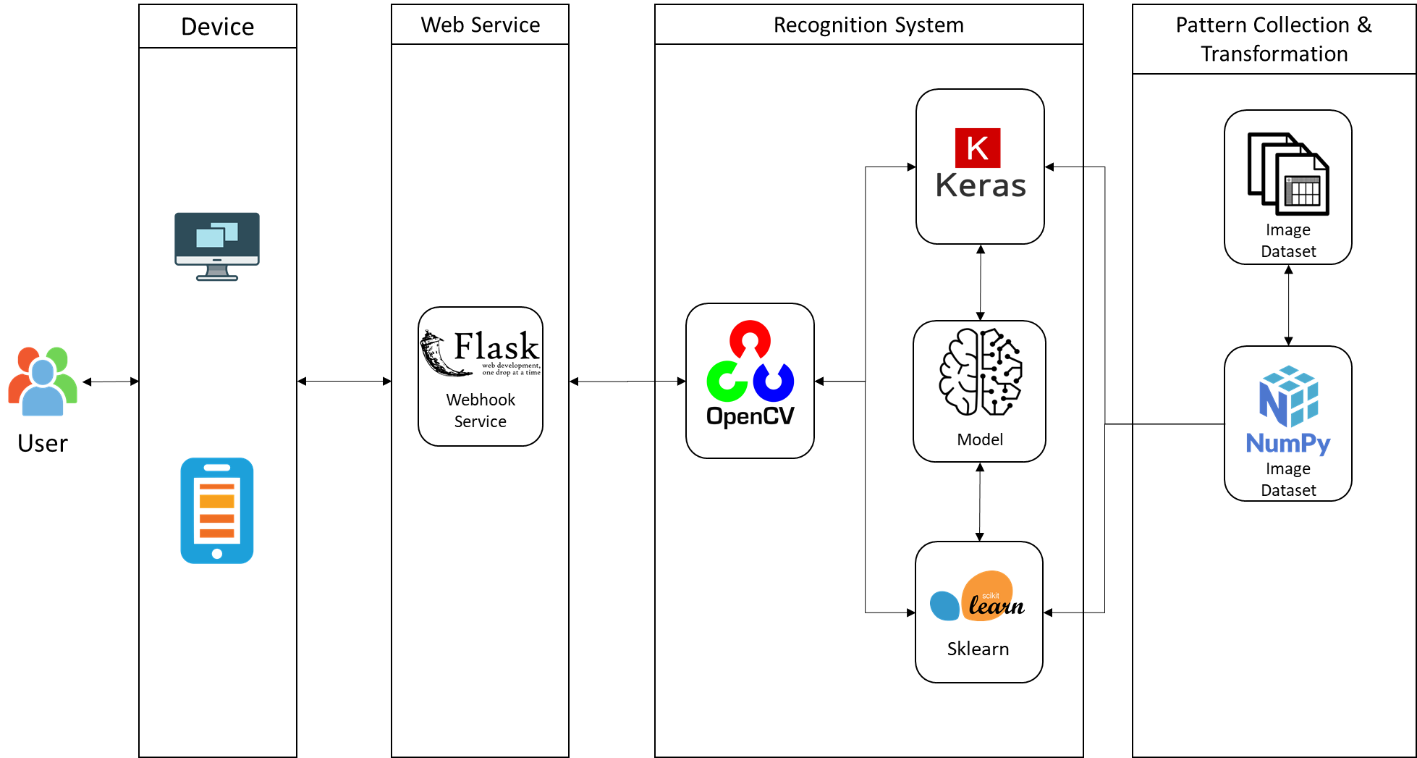 Device
Web Service
Recognition System
Pattern Collection &
Transformation
User
Flask
web development,
one drop at a time
Webhook
Service
OpenCV
K
Keras
Model
scikit
learn
Sklearn
Image
Dataset
N
NumPy
Image
Dataset